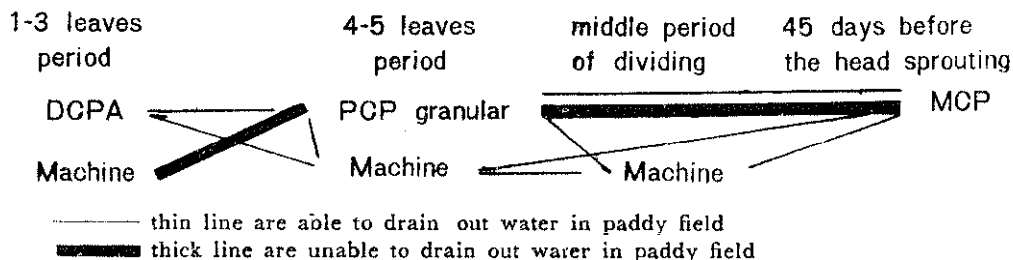 1-3 leaves 4-5 leaves middle period 45 days before
period period of dividing the head sprouting
DCPA PCP granular MCP
Machine Machine Machine
thin line are able to drain out water in paddy field
thick line are unable to drain out water in paddy field